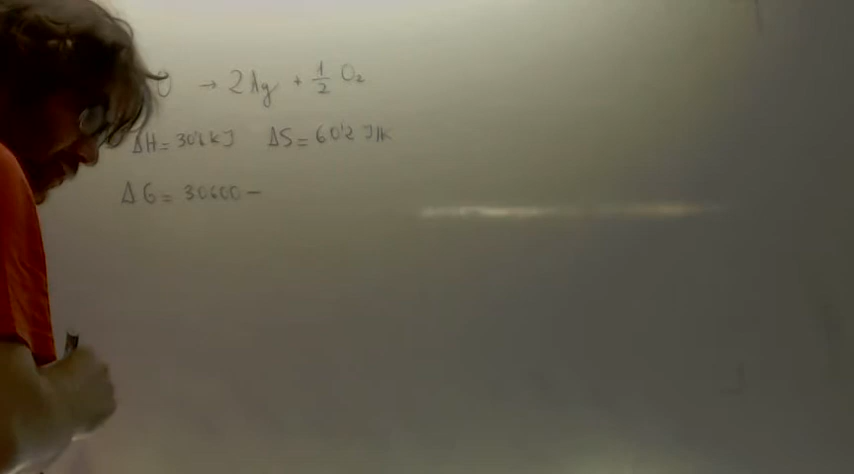 O → 2Ag + 1/2 O₂
ΔH = 30'6 kJ ΔS = 60'2 J/K
ΔG = 30600 –